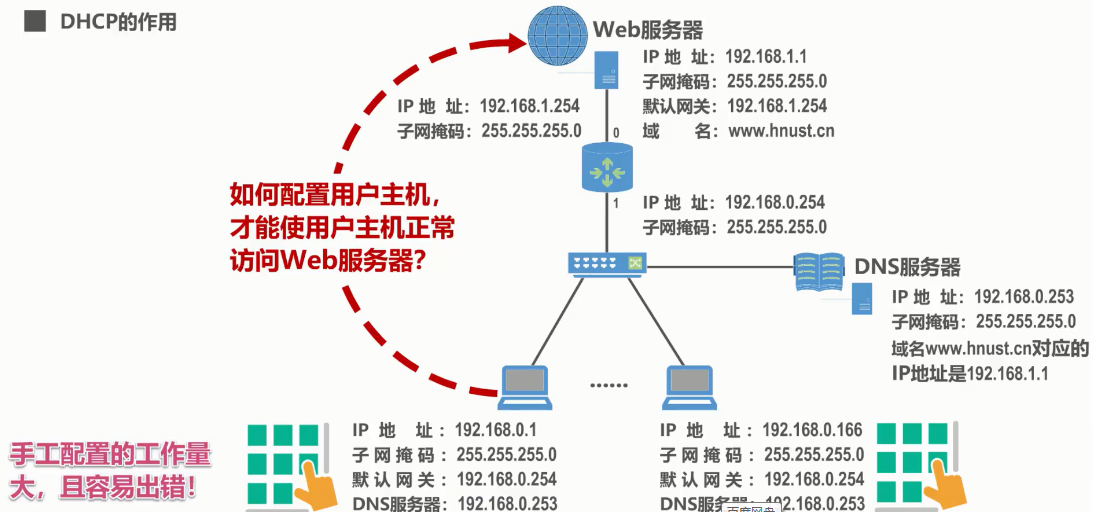 DHCP的作用
Web服务器
IP 地 址：192.168.1.1
子网掩码：255.255.255.0
默认网关：192.168.1.254
域 名：www.hnust.cn
IP 地 址：192.168.1.254
子网掩码：255.255.255.0
0
如何配置用户主机，
才能使用户主机正常
访问Web服务器？
1
IP 地 址：192.168.0.254
子网掩码：255.255.255.0
DNS服务器
IP 地 址：192.168.0.253
子网掩码：255.255.255.0
域名www.hnust.cn对应的
IP地址是192.168.1.1
......
手工配置的工作量
大，且容易出错！
IP 地 址：192.168.0.1
子网掩码：255.255.255.0
默认网关：192.168.0.254
DNS服务器：192.168.0.253
IP 地 址：192.168.0.166
子网掩码：255.255.255.0
默认网关：192.168.0.254
DNS服务器：192.168.0.253
百度网盘